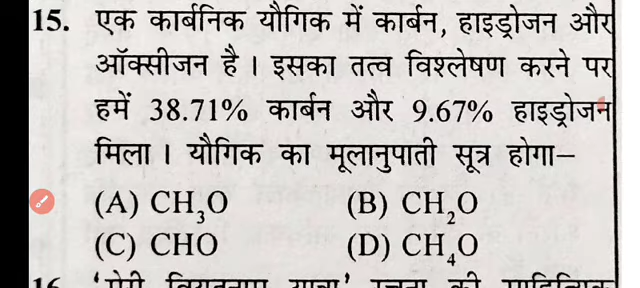 15. एक कार्बनिक यौगिक में कार्बन, हाइड्रोजन और
ऑक्सीजन है । इसका तत्व विश्लेषण करने पर
हमें 38.71% कार्बन और 9.67% हाइड्रोजन
मिला । यौगिक का मूलानुपाती सूत्र होगा–
(A) CH₃O (B) CH₂O
(C) CHO (D) CH₄O